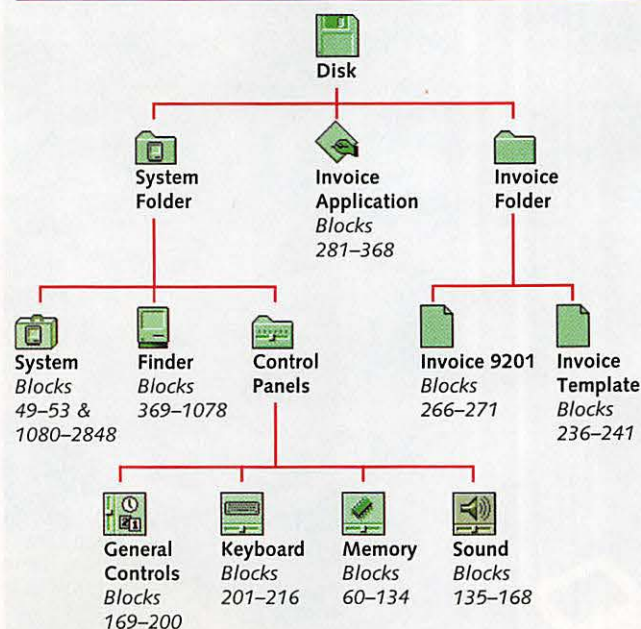 Disk
System
Folder
Invoice
Application
Blocks
281–368
Invoice
Folder
System
Blocks
49–53 &
1080–2848
Finder
Blocks
369–1078
Control
Panels
Invoice 9201
Blocks
266–271
Invoice
Template
Blocks
236–241
General
Controls
Blocks
169–200
Keyboard
Blocks
201–216
Memory
Blocks
60–134
Sound
Blocks
135–168